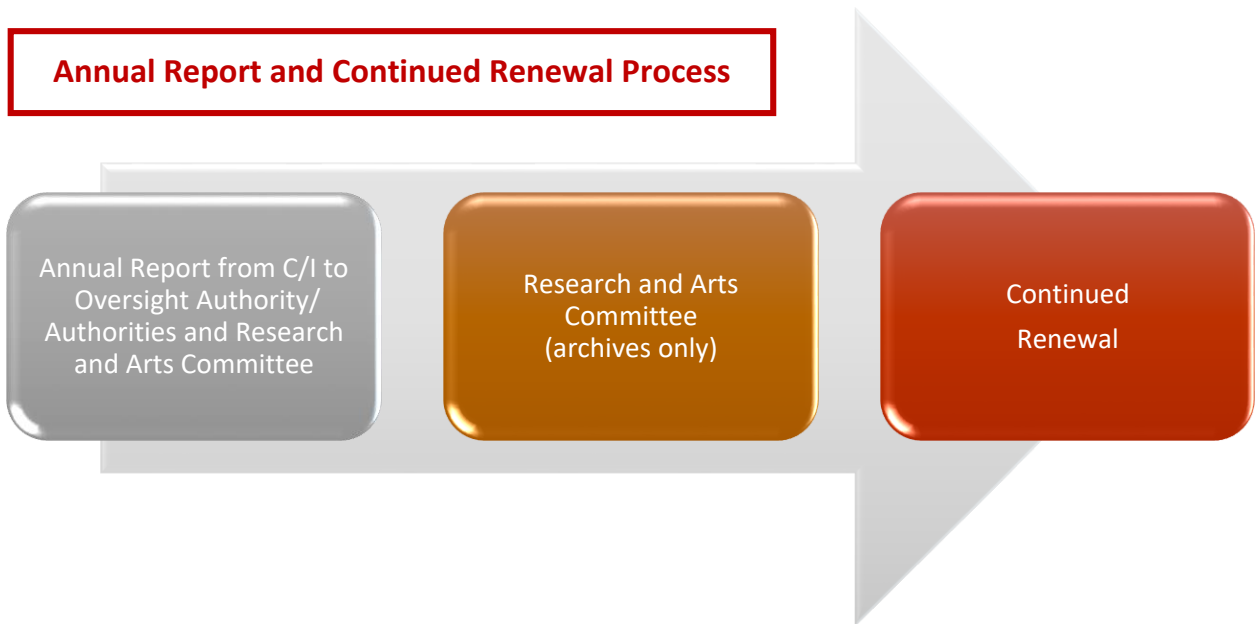 Annual Report and Continued Renewal Process
Annual Report from C/I to
Oversight Authority/
Authorities and Research
and Arts Committee
Research and Arts
Committee
(archives only)
Continued
Renewal